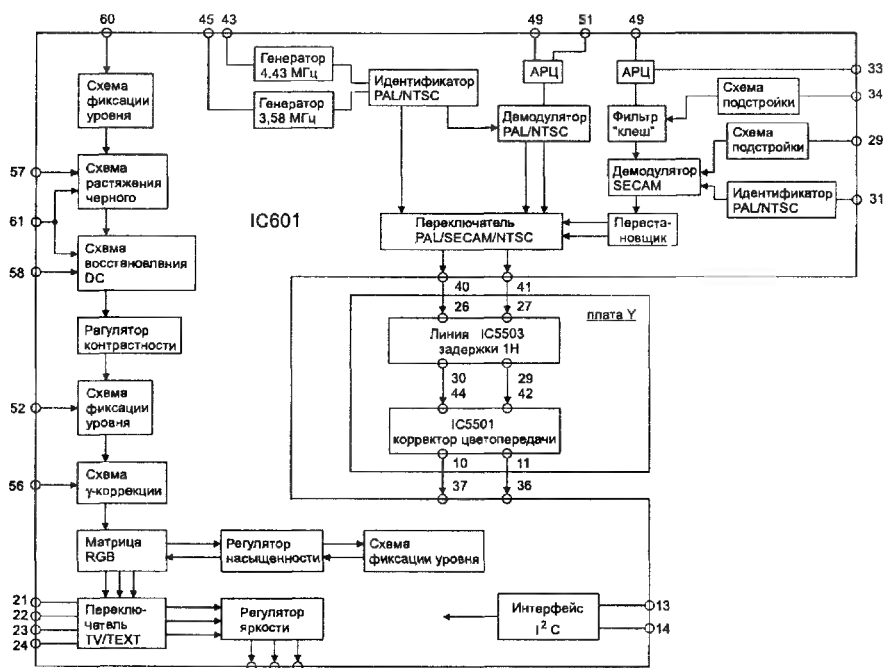 60
45 43
49
51
49
33
34
29
31
57
61
58
52
56
21
22
23
24
13
14
Схема
фиксации
уровня
Схема
растяжения
черного
Схема
восстановления
DC
Регулятор
контрастности
Схема
фиксации
уровня
Схема
γ-коррекции
Матрица
RGB
Регулятор
насыщенности
Схема
фиксации уровня
Переклю-
чатель
TV/TEXT
Регулятор
яркости
IC601
Генератор
4.43 МГц
Генератор
3,58 МГц
Идентификатор
PAL/NTSC
АРЦ
Демодулятор
PAL/NTSC
АРЦ
Фильтр
"клеш"
Схема
подстройки
Схема
подстройки
Демодулятор
SECAM
Идентификатор
PAL/NTSC
Переключатель
PAL/SECAM/NTSC
Переста-
новщик
40 41
26 27
плата Y
Линия IC5503
задержки 1H
30 29
44 42
IC5501
корректор цветопередачи
10 11
37 36
Интерфейс
I² C